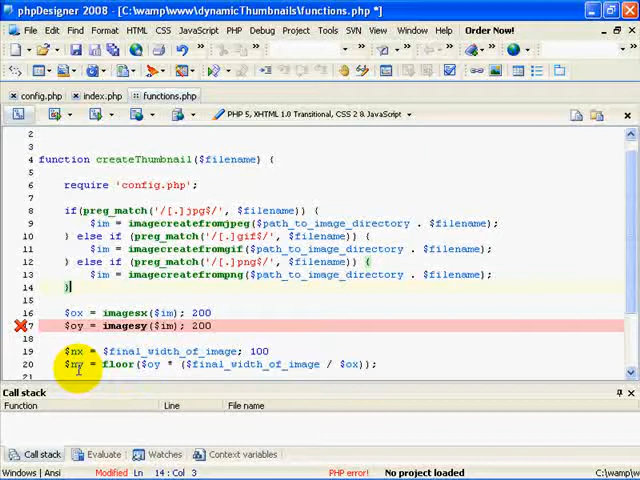 phpDesigner 2008 - [C:\wamp\www\dynamicThumbnails\functions.php *]
File Edit Format HTML CSS JavaScript PHP Debug Project Tools View Window Order Now!
config.php index.php functions.php
PHP 5, XHTML 1.0 Transitional, CSS 2 & JavaScript
2
3
4 function createThumbnail($filename) {
5
6 require 'config.php';
7
8 if(preg_match('/[.]jpg$/', $filename)) {
9 $im = imagecreatefromjpeg($path_to_image_directory . $filename);
10 } else if (preg_match('/[.]gif$/', $filename)) {
11 $im = imagecreatefromgif($path_to_image_directory . $filename);
12 } else if (preg_match('/[.]png$/', $filename)) {
13 $im = imagecreatefrompng($path_to_image_directory . $filename);
14 }
15
16 $ox = imagesx($im); 200
17 $oy = imagesy($im); 200
18
19 $nx = $final_width_of_image; 100
20 $ny = floor($oy * ($final_width_of_image / $ox));
21
Call stack
Function Line File name
Call stack Evaluate Watches Context variables
Windows | Ansi Modified Ln 14 : Col 3 PHP error! No project loaded